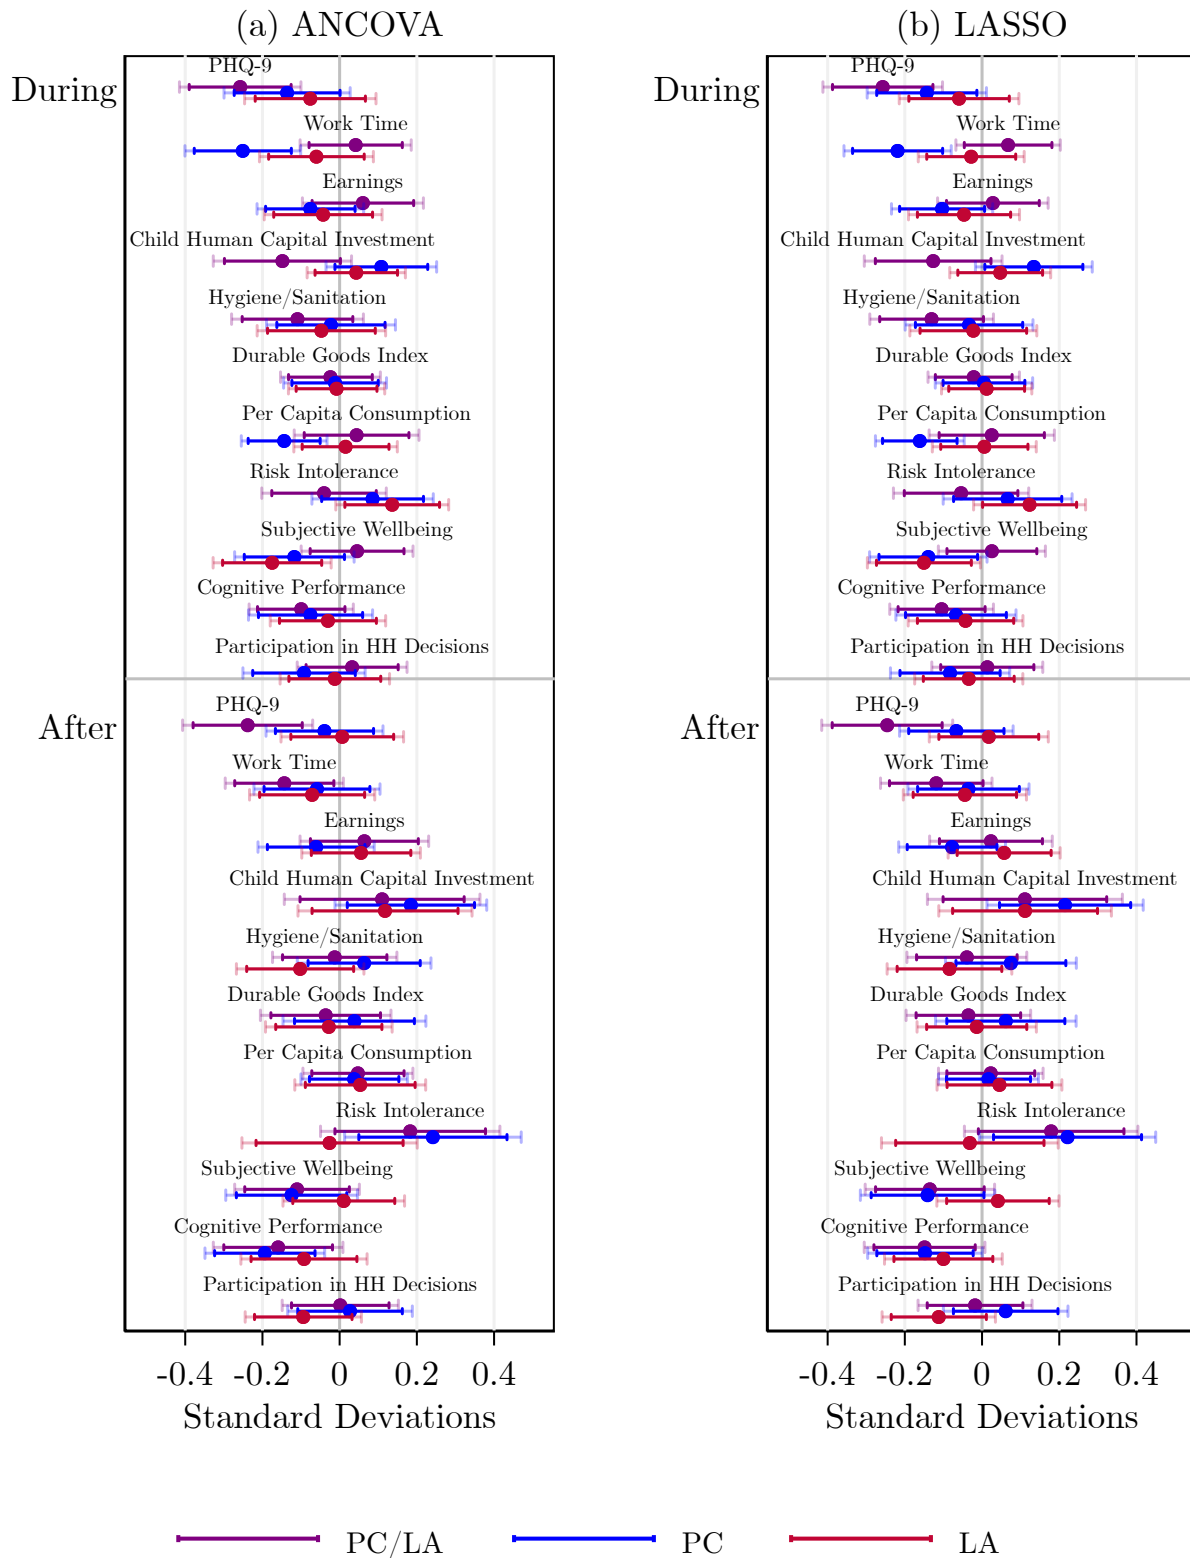 (a) ANCOVA
During
PHQ-9
Work Time
Earnings
Child Human Capital Investment
Hygiene/Sanitation
Durable Goods Index
Per Capita Consumption
Risk Intolerance
Subjective Wellbeing
Cognitive Performance
Participation in HH Decisions
After
PHQ-9
Work Time
Earnings
Child Human Capital Investment
Hygiene/Sanitation
Durable Goods Index
Per Capita Consumption
Risk Intolerance
Subjective Wellbeing
Cognitive Performance
Participation in HH Decisions
-0.4 -0.2 0 0.2 0.4
Standard Deviations
(b) LASSO
During
PHQ-9
Work Time
Earnings
Child Human Capital Investment
Hygiene/Sanitation
Durable Goods Index
Per Capita Consumption
Risk Intolerance
Subjective Wellbeing
Cognitive Performance
Participation in HH Decisions
After
PHQ-9
Work Time
Earnings
Child Human Capital Investment
Hygiene/Sanitation
Durable Goods Index
Per Capita Consumption
Risk Intolerance
Subjective Wellbeing
Cognitive Performance
Participation in HH Decisions
-0.4 -0.2 0 0.2 0.4
Standard Deviations
PC/LA PC LA